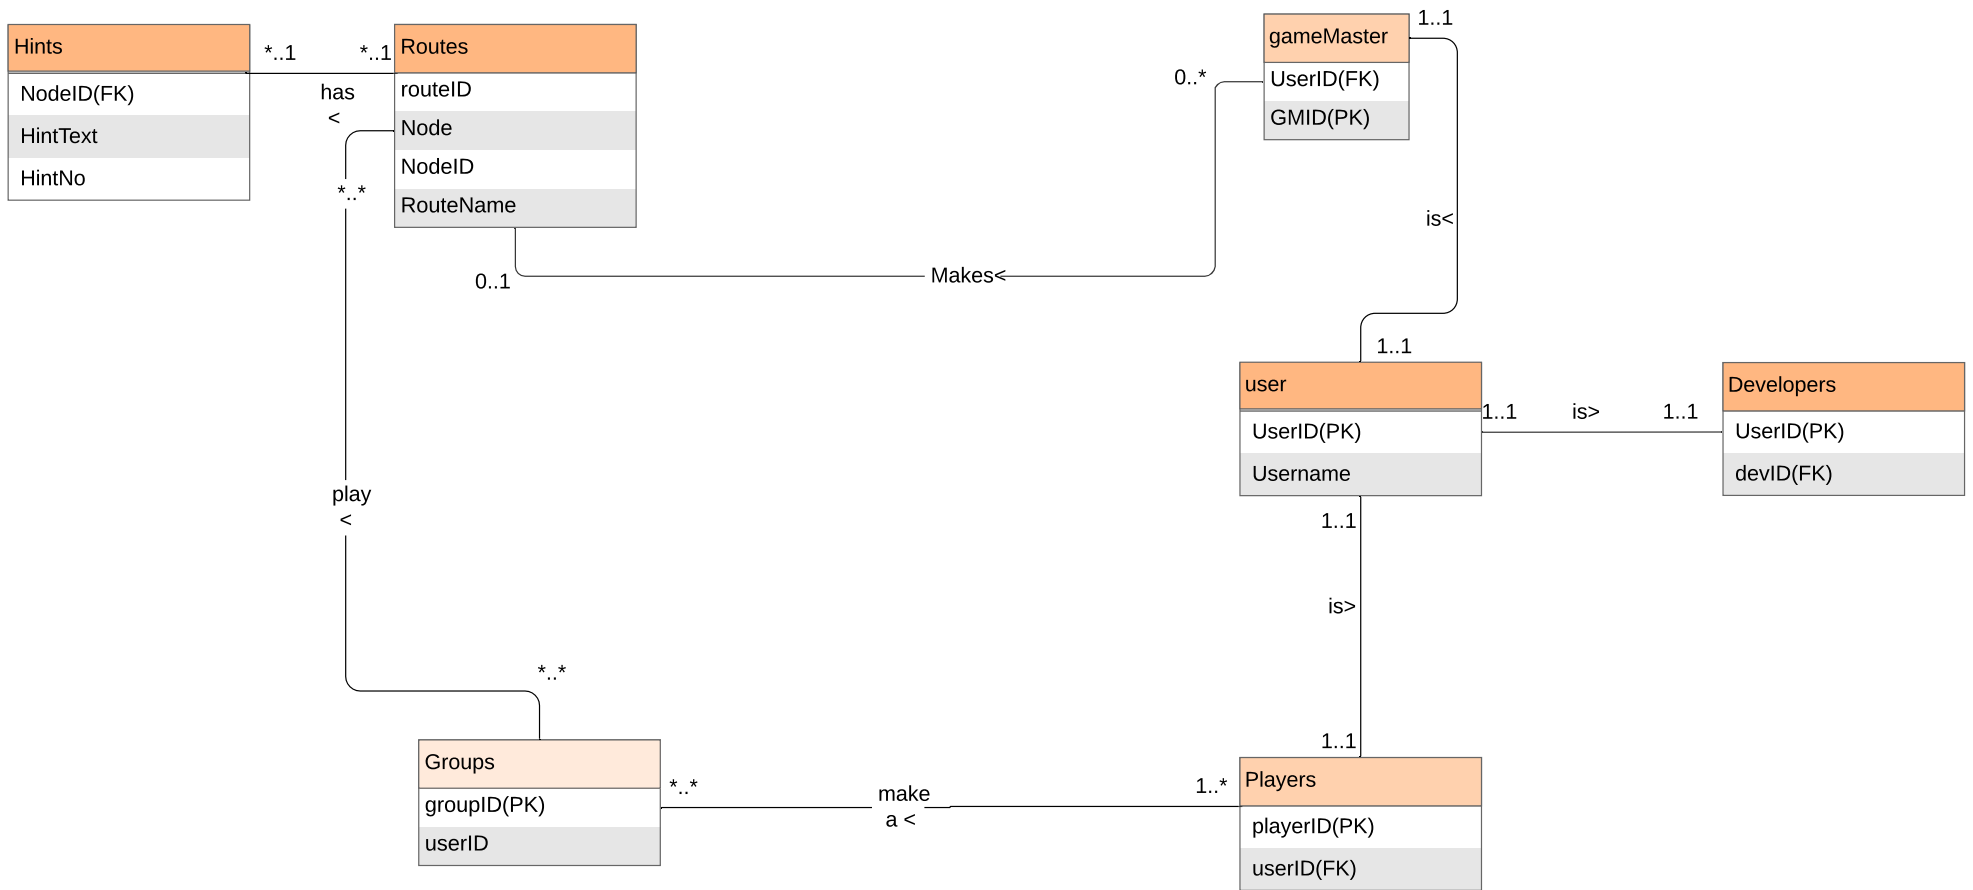 Hints
NodeID(FK)
HintText
HintNo
*..1
*..1
has
<
Routes
routeID
Node
NodeID
RouteName
*..*
0..1
Makes<
0..*
gameMaster
UserID(FK)
GMID(PK)
1..1
is<
1..1
user
UserID(PK)
Username
1..1
is>
1..1
Developers
UserID(PK)
devID(FK)
play
<
1..1
is>
1..1
*..*
Groups
groupID(PK)
userID
*..*
make
a <
1..*
Players
playerID(PK)
userID(FK)